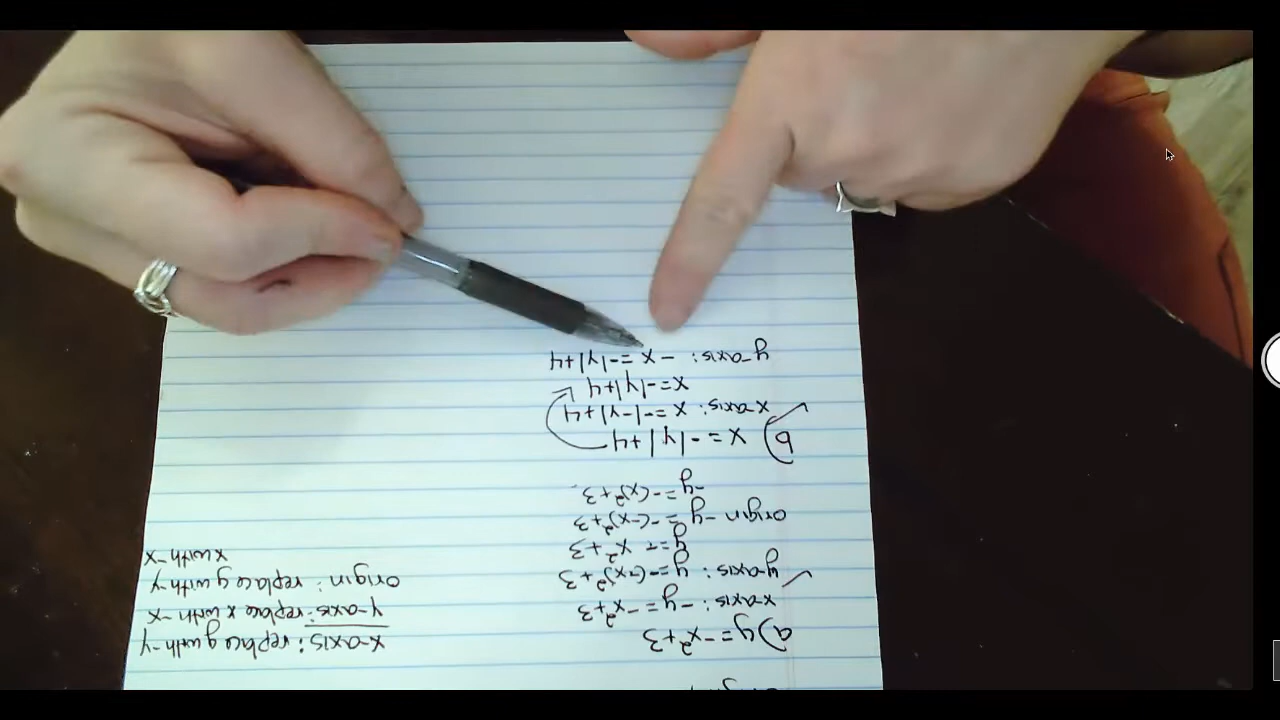 x-axis: replace y with -y
y-axis: replace x with -x
origin: replace y with -y
x with -x
a) y = -x²+3
x-axis: -y = -x²+3
y-axis: y = -(-x)²+3
y = - x²+3
origin -y = -(-x)²+3
-y = -(x)²+3
b) x = -|y|+4
x-axis: x = -|-y|+4
x = -|y|+4
y-axis: -x = -|y|+4